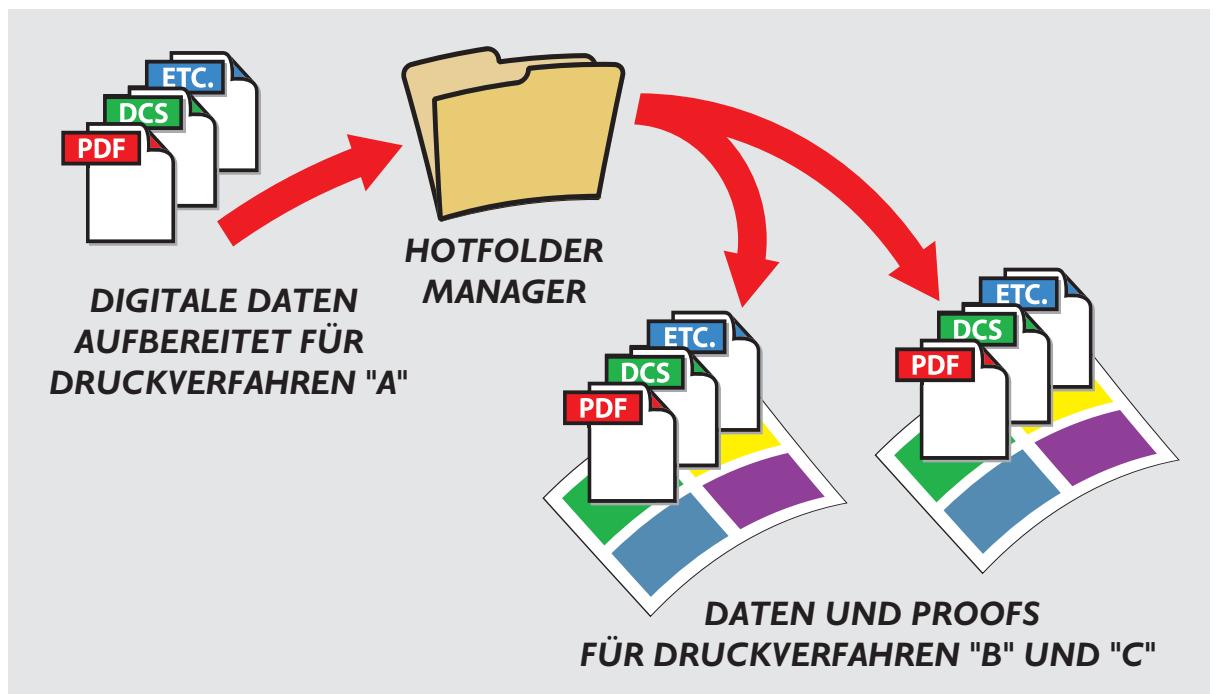 ETC.
DCS
PDF
DIGITALE DATEN
AUFBEREITET FÜR
DRUCKVERFAHREN "A"
HOTFOLDER
MANAGER
ETC.
DCS
PDF
ETC.
DCS
PDF
DATEN UND PROOFS
FÜR DRUCKVERFAHREN "B" UND "C"